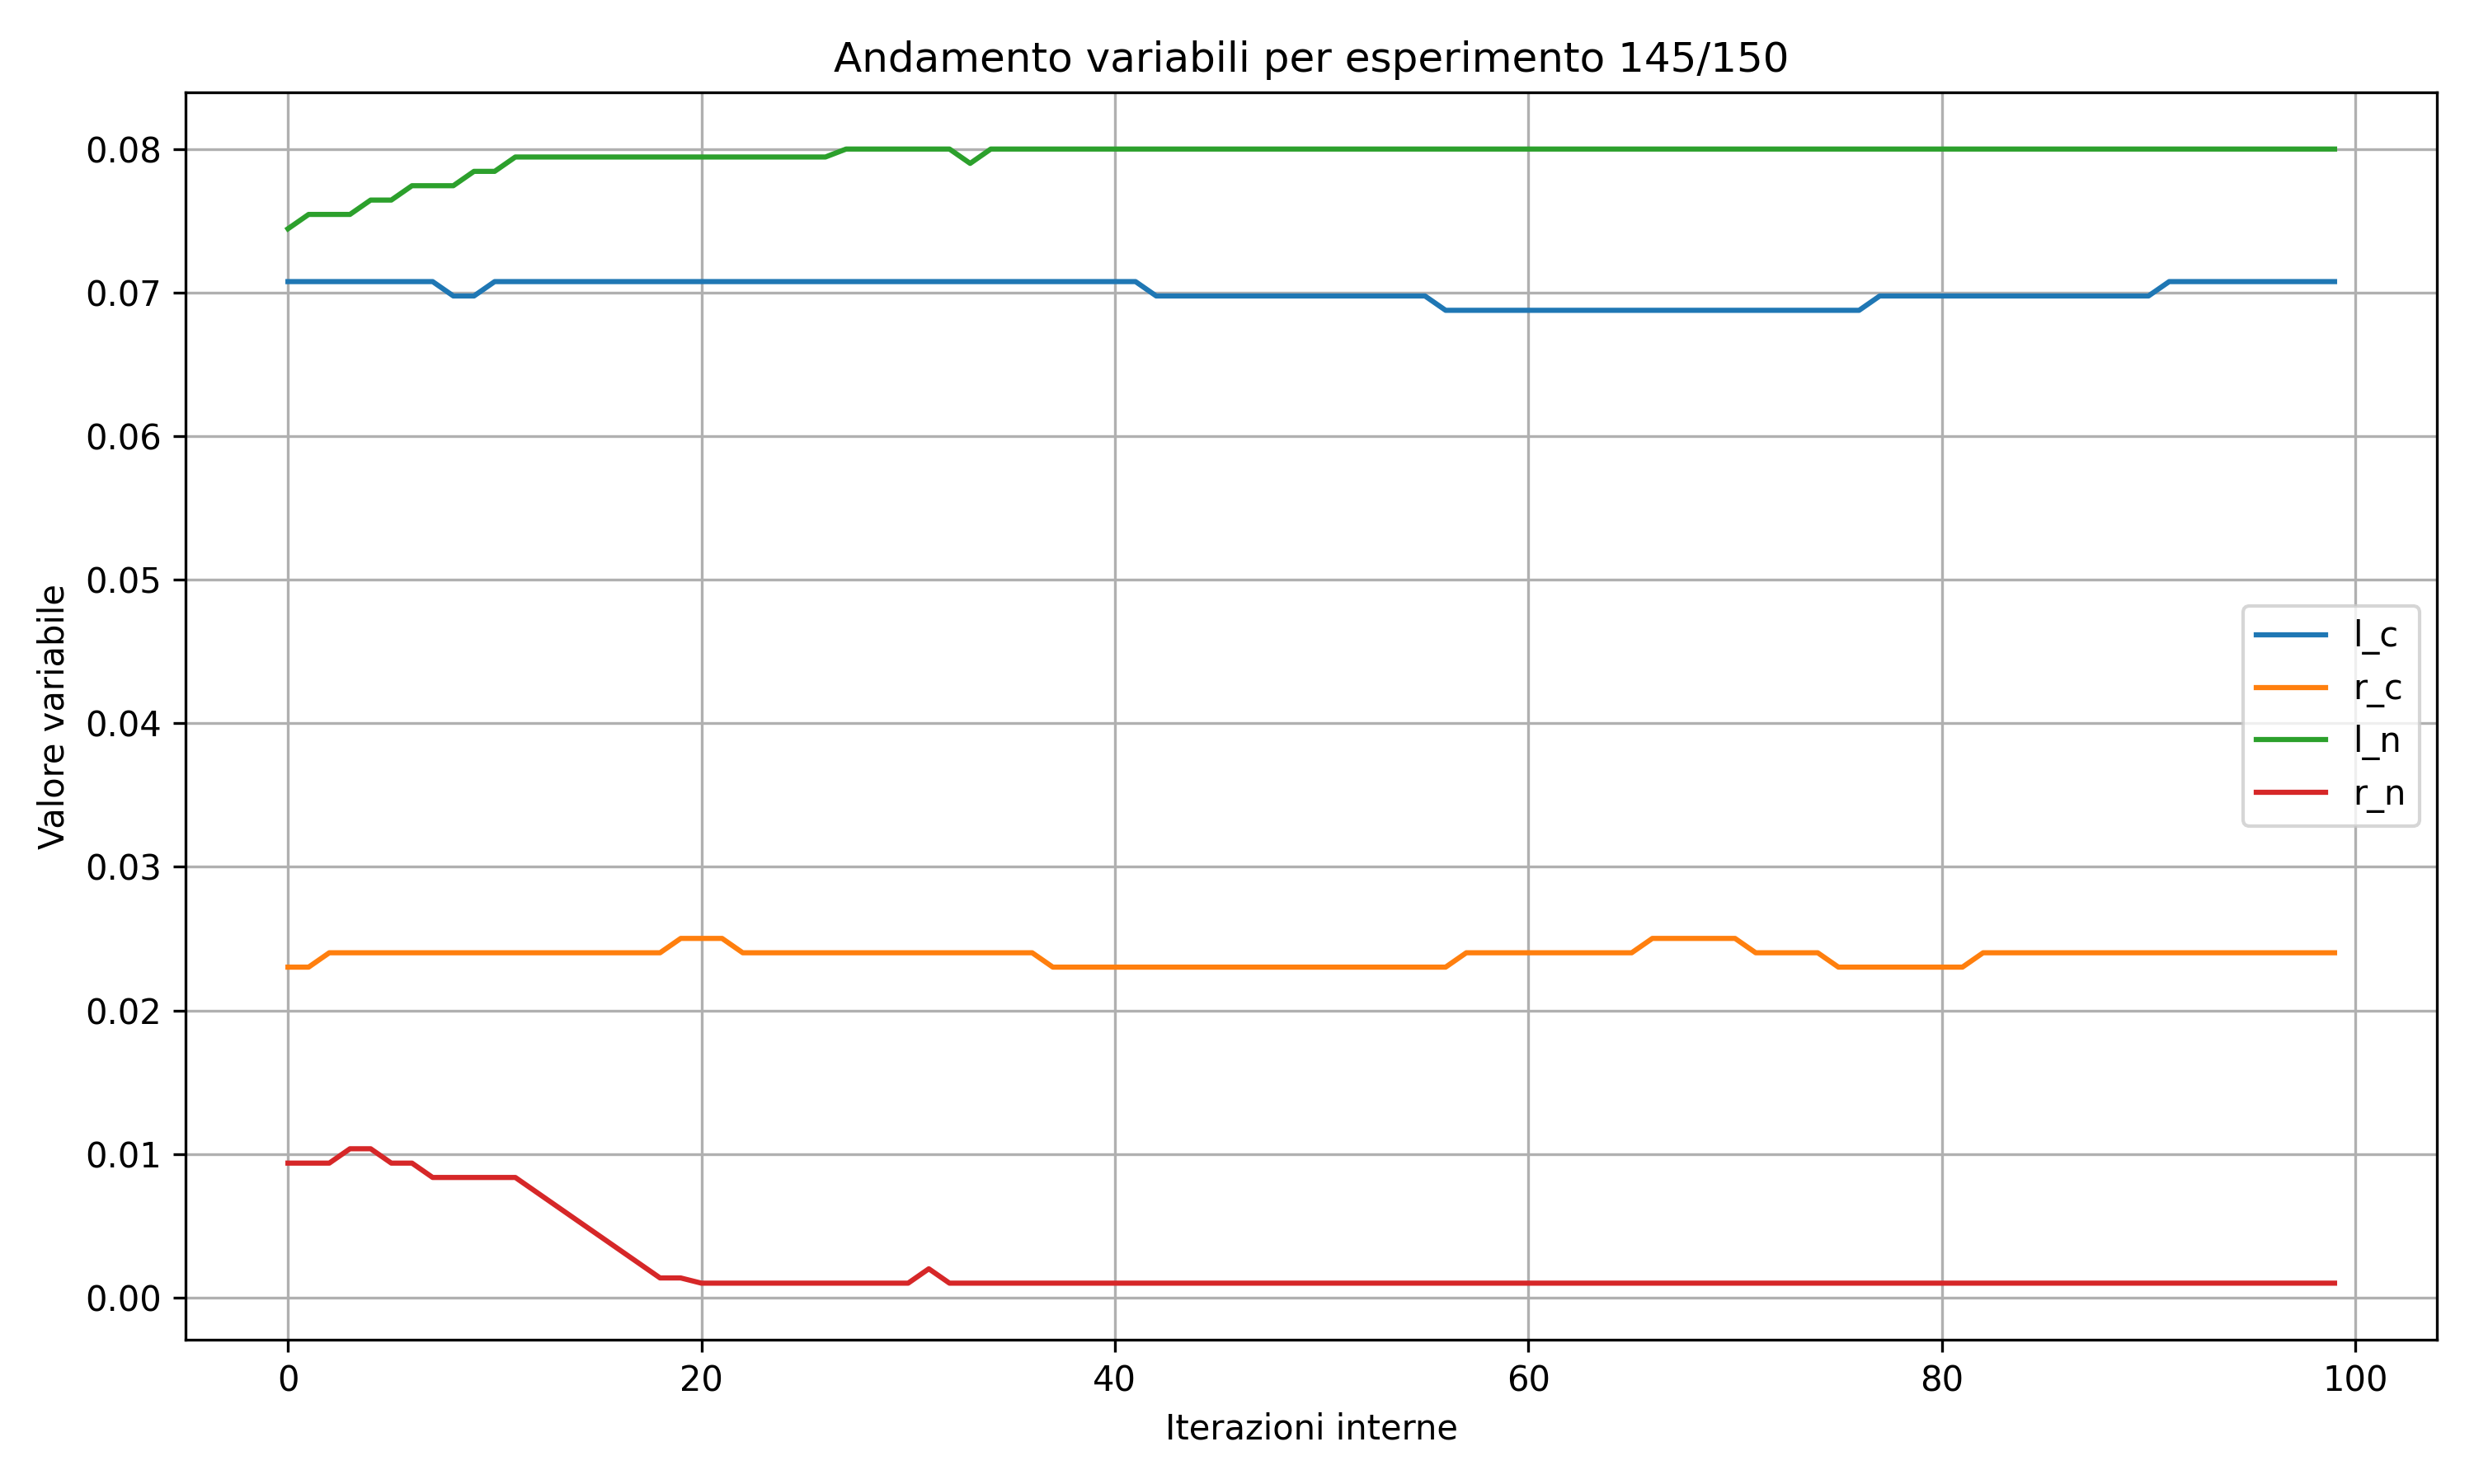 Andamento variabili per esperimento 145/150
Valore variabile
0.08
0.07
0.06
0.05
0.04
0.03
0.02
0.01
0.00
l_c
r_c
l_n
r_n
0 20 40 60 80 100
Iterazioni interne